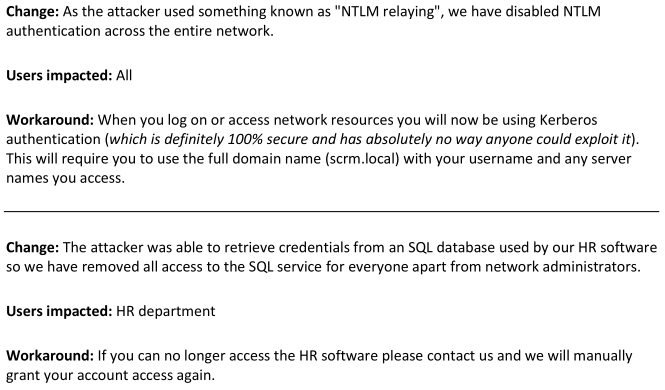 Change: As the attacker used something known as "NTLM relaying", we have disabled NTLM
authentication across the entire network.
Users impacted: All
Workaround: When you log on or access network resources you will now be using Kerberos
authentication (which is definitely 100% secure and has absolutely no way anyone could exploit it).
This will require you to use the full domain name (scrm.local) with your username and any server
names you access.
Change: The attacker was able to retrieve credentials from an SQL database used by our HR software
so we have removed all access to the SQL service for everyone apart from network administrators.
Users impacted: HR department
Workaround: If you can no longer access the HR software please contact us and we will manually
grant your account access again.